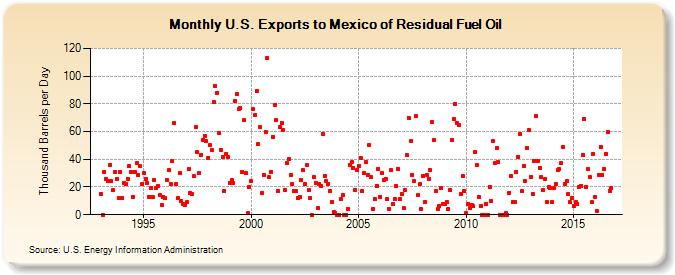 Monthly U.S. Exports to Mexico of Residual Fuel Oil
Thousand Barrels per Day
120
100
80
60
40
20
0
1995 2000 2005 2010 2015
Source: U.S. Energy Information Administration